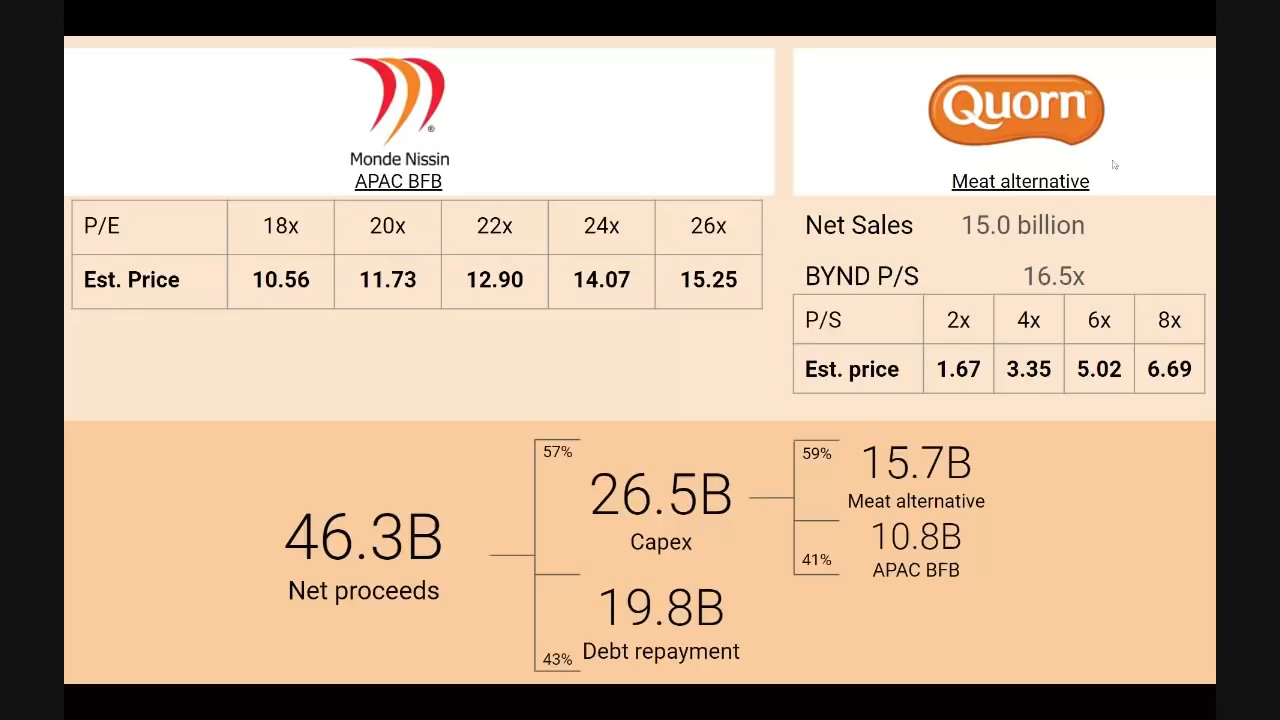 Monde Nissin
APAC BFB
P/E 18x 20x 22x 24x 26x
Est. Price 10.56 11.73 12.90 14.07 15.25
Quorn™
Meat alternative
Net Sales 15.0 billion
BYND P/S 16.5x
P/S 2x 4x 6x 8x
Est. price 1.67 3.35 5.02 6.69
46.3B
Net proceeds
57%
26.5B
Capex
43%
19.8B
Debt repayment
59%
15.7B
Meat alternative
41%
10.8B
APAC BFB